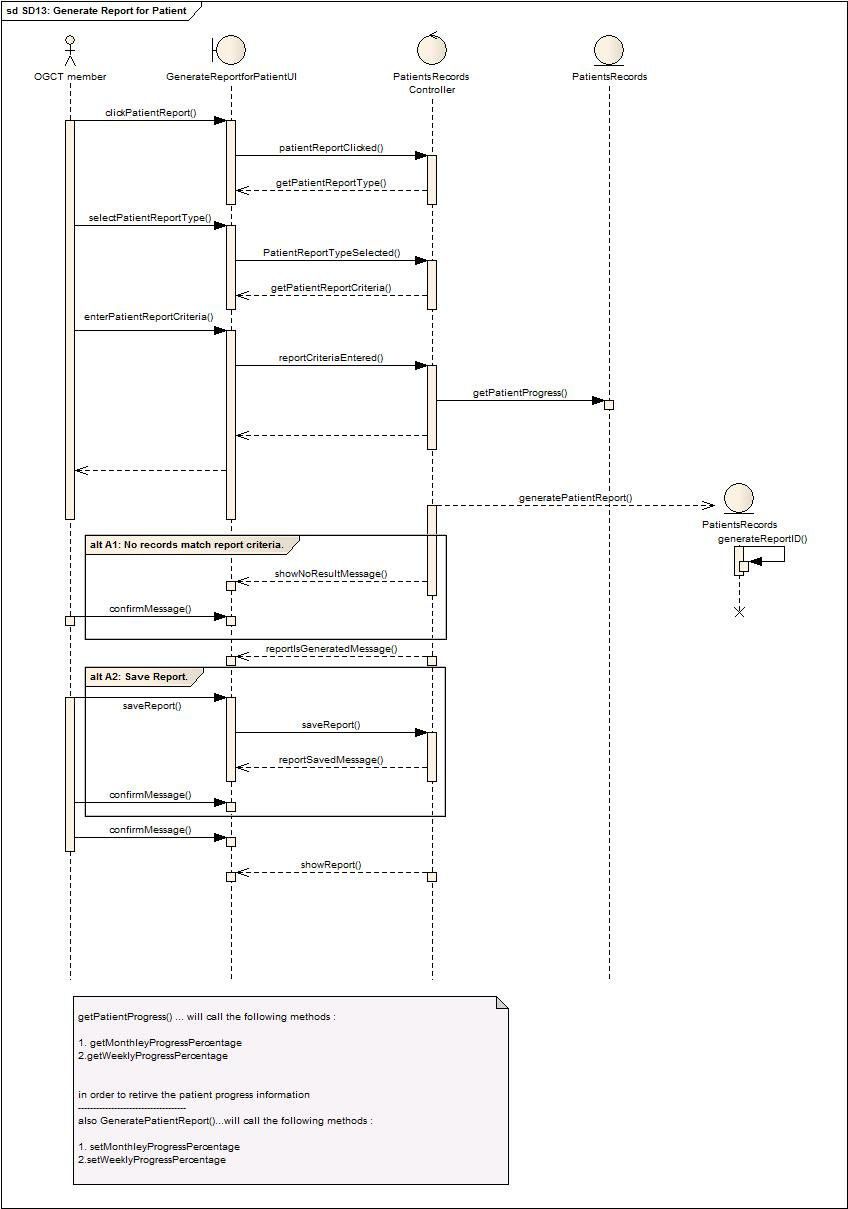 sd SD13: Generate Report for Patient
OGCT member
GenerateReportforPatientUI
PatientsRecords
Controller
PatientsRecords
clickPatientReport()
patientReportClicked()
getPatientReportType()
selectPatientReportType()
PatientReportTypeSelected()
getPatientReportCriteria()
enterPatientReportCriteria()
reportCriteriaEntered()
getPatientProgress()
generatePatientReport()
PatientsRecords
generateReportID()
alt A1: No records match report criteria.
showNoResultMessage()
confirmMessage()
reportIsGeneratedMessage()
alt A2: Save Report.
saveReport()
saveReport()
reportSavedMessage()
confirmMessage()
confirmMessage()
showReport()
getPatientProgress() ... will call the following methods :
1. getMonthleyProgressPercentage
2.getWeeklyProgressPercentage
in order to retirve the patient progress information
------------------------------------
also GeneratePatientReport()...will call the following methods :
1. setMonthleyProgressPercentage
2.setWeeklyProgressPercentage